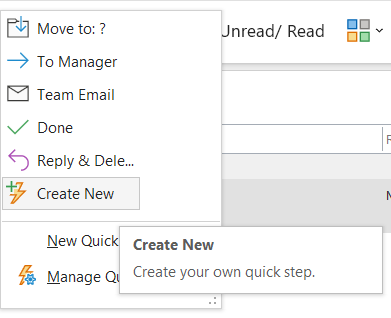 Move to: ?
Unread/ Read
To Manager
Team Email
Done
Reply & Dele...
Create New
New Quick
Create New
Manage Qu
Create your own quick step.